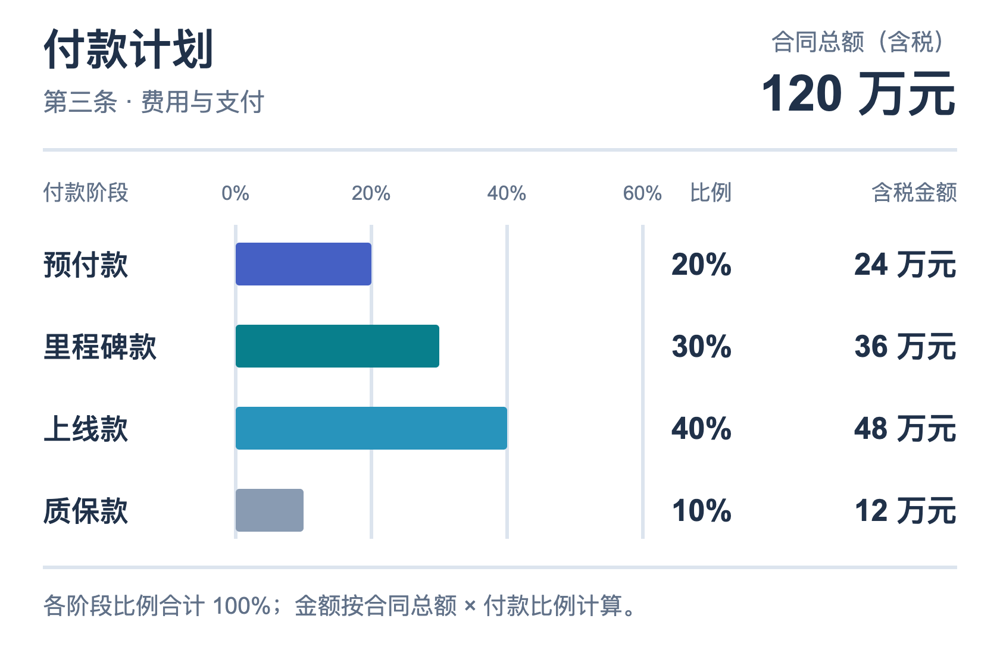 付款计划
第三条 · 费用与支付
合同总额（含税）
120 万元
付款阶段 0% 20% 40% 60% 比例 含税金额
预付款 20% 24 万元
里程碑款 30% 36 万元
上线款 40% 48 万元
质保款 10% 12 万元
各阶段比例合计 100%；金额按合同总额 × 付款比例计算。